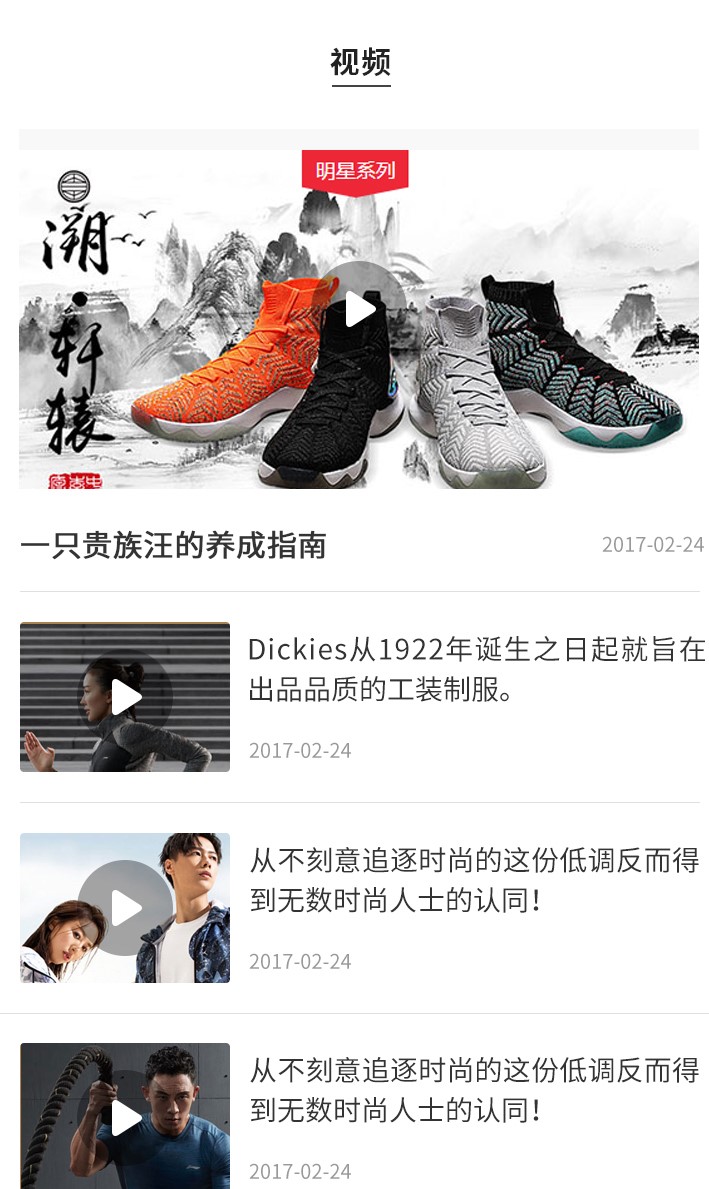 视频
明星系列
溯·轩辕
一只贵族汪的养成指南
2017-02-24
Dickies从1922年诞生之日起就旨在
出品品质的工装制服。
2017-02-24
从不刻意追逐时尚的这份低调反而得
到无数时尚人士的认同！
2017-02-24
从不刻意追逐时尚的这份低调反而得
到无数时尚人士的认同！
2017-02-24